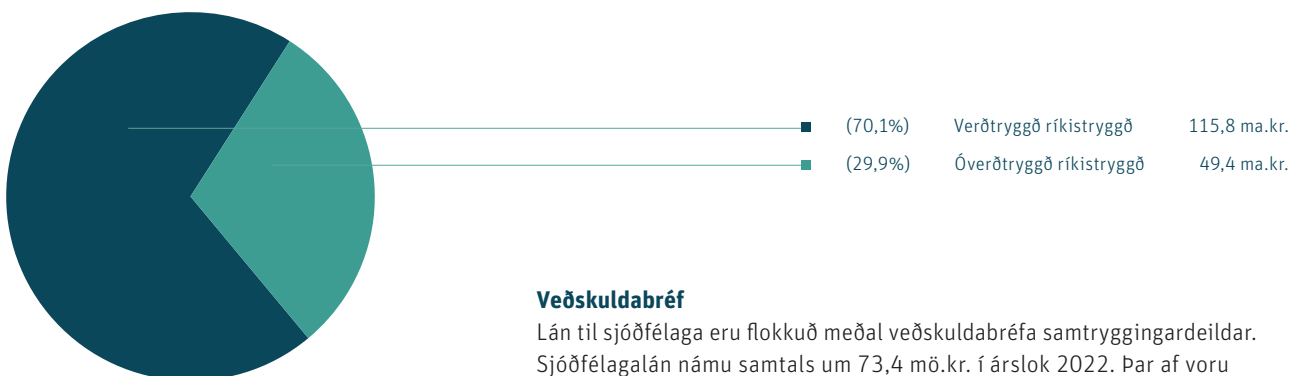 (70,1%) Verðtryggð ríkistryggð 115,8 ma.kr.
(29,9%) Óverðtryggð ríkistryggð 49,4 ma.kr.
Veðskuldabréf
Lán til sjóðfélaga eru flokkuð meðal veðskuldabréfa samtryggingardeildar.
Sjóðfélagalán námu samtals um 73,4 mö.kr. í árslok 2022. Þar af voru